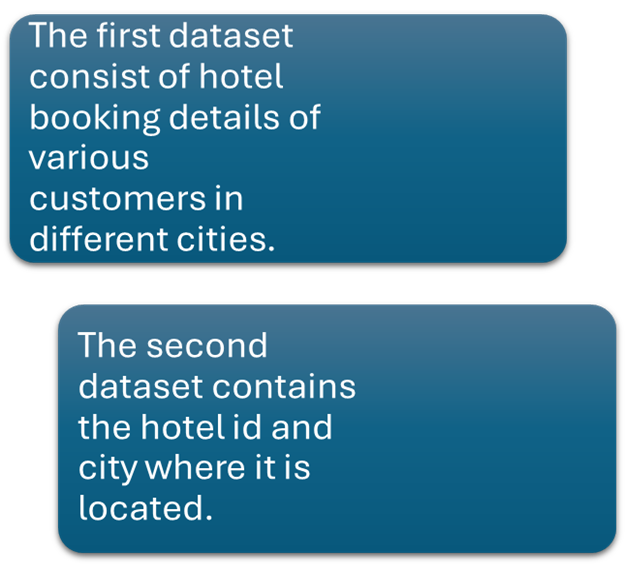 The first dataset
consist of hotel
booking details of
various
customers in
different cities.
The second
dataset contains
the hotel id and
city where it is
located.